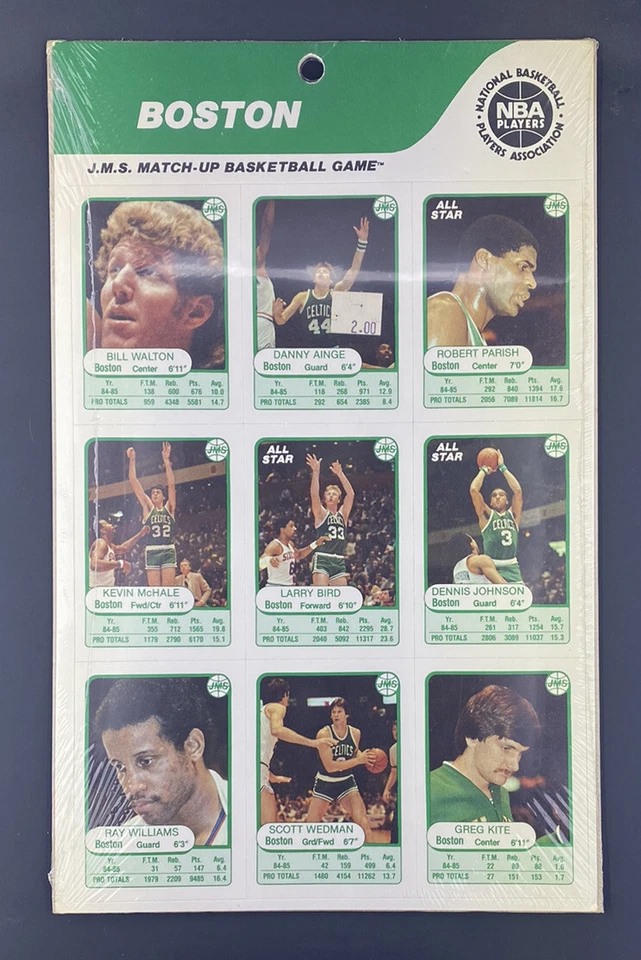 BOSTON
NATIONAL BASKETBALL
NBA
PLAYERS
PLAYERS ASSOCIATION
J.M.S. MATCH-UP BASKETBALL GAME™
JMS
BILL WALTON
Boston Center 6'11"
Yr. F.T.M. Reb. Pts. Avg.
84-85 138 600 676 10.0
PRO TOTALS 959 4348 5581 14.7
JMS
CELTICS
44
2.00
DANNY AINGE
Boston Guard 6'4"
Yr. F.T.M. Reb. Pts. Avg.
84-85 118 268 971 12.9
PRO TOTALS 292 654 2385 8.4
ALL
STAR
JMS
ROBERT PARISH
Boston Center 7'0"
Yr. F.T.M. Reb. Pts. Avg.
84-85 292 840 1394 17.6
PRO TOTALS 2056 7089 11814 16.7
JMS
CELTICS
32
KEVIN McHALE
Boston Fwd/Ctr 6'11"
Yr. F.T.M. Reb. Pts. Avg.
84-85 355 712 1565 19.8
PRO TOTALS 1179 2790 6170 15.1
ALL
STAR
JMS
CELTICS
33
6
LARRY BIRD
Boston Forward 6'10"
Yr. F.T.M. Reb. Pts. Avg.
84-85 403 842 2295 28.7
PRO TOTALS 2040 5092 11317 23.6
ALL
STAR
JMS
CELTICS
3
DENNIS JOHNSON
Boston Guard 6'4"
Yr. F.T.M. Reb. Pts. Avg.
84-85 261 317 1254 15.7
PRO TOTALS 2806 3089 11037 15.3
JMS
RAY WILLIAMS
Boston Guard 6'3"
Yr. F.T.M. Reb. Pts. Avg.
84-85 31 57 147 6.4
PRO TOTALS 1979 2209 9485 16.4
JMS
CELTICS
SCOTT WEDMAN
Boston Grd/Fwd 6'7"
Yr. F.T.M. Reb. Pts. Avg.
84-85 42 159 499 6.4
PRO TOTALS 1480 4154 11262 13.7
JMS
GREG KITE
Boston Center 6'11"
Yr. F.T.M. Reb. Pts. Avg.
84-85 22
PRO TOTALS 27 151 153 1.7